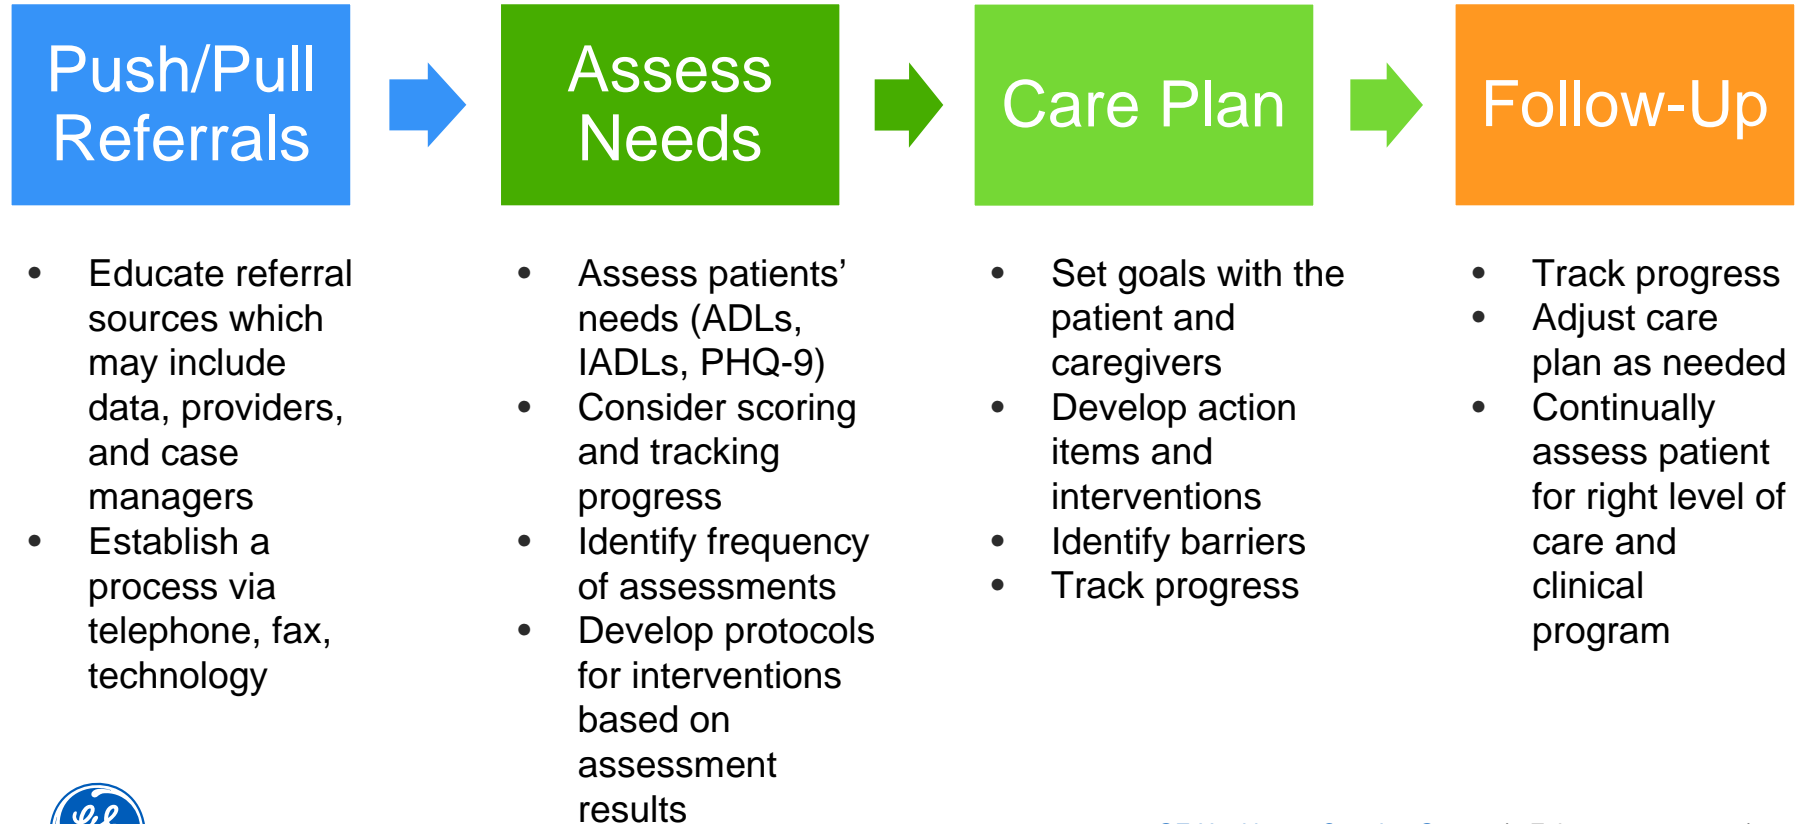 Push/Pull
Referrals
Assess
Needs
Care Plan
Follow-Up
• Educate referral
sources which
may include
data, providers,
and case
managers
• Establish a
process via
telephone, fax,
technology
• Assess patients’
needs (ADLs,
IADLs, PHQ-9)
• Consider scoring
and tracking
progress
• Identify frequency
of assessments
• Develop protocols
for interventions
based on
assessment
results
• Set goals with the
patient and
caregivers
• Develop action
items and
interventions
• Identify barriers
• Track progress
• Track progress
• Adjust care
plan as needed
• Continually
assess patient
for right level of
care and
clinical
program